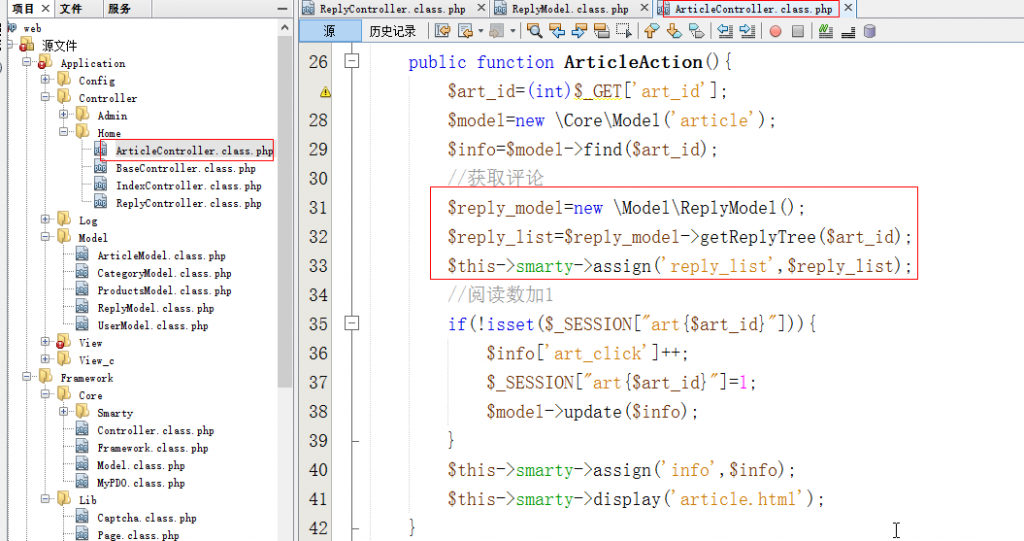 项目 × 文件 服务
web
源文件
Application
Config
Controller
Admin
Home
ArticleController.class.php
BaseController.class.php
IndexController.class.php
ReplyController.class.php
Log
Model
ArticleModel.class.php
CategoryModel.class.php
ProductsModel.class.php
ReplyModel.class.php
UserModel.class.php
View
View_c
Framework
Core
Smarty
Controller.class.php
Framework.class.php
Model.class.php
MyPDO.class.php
Lib
Captcha.class.php
Page.class.php
ReplyController.class.php × ReplyModel.class.php × ArticleController.class.php ×
源 历史记录
26 public function ArticleAction(){
$art_id=(int)$_GET['art_id'];
28 $model=new \Core\Model('article');
29 $info=$model->find($art_id);
30 //获取评论
31 $reply_model=new \Model\ReplyModel();
32 $reply_list=$reply_model->getReplyTree($art_id);
33 $this->smarty->assign('reply_list',$reply_list);
34 //阅读数加1
35 if(!isset($_SESSION["art{$art_id}"])){
36 $info['art_click']++;
37 $_SESSION["art{$art_id}"]=1;
38 $model->update($info);
39 }
40 $this->smarty->assign('info',$info);
41 $this->smarty->display('article.html');
42 }